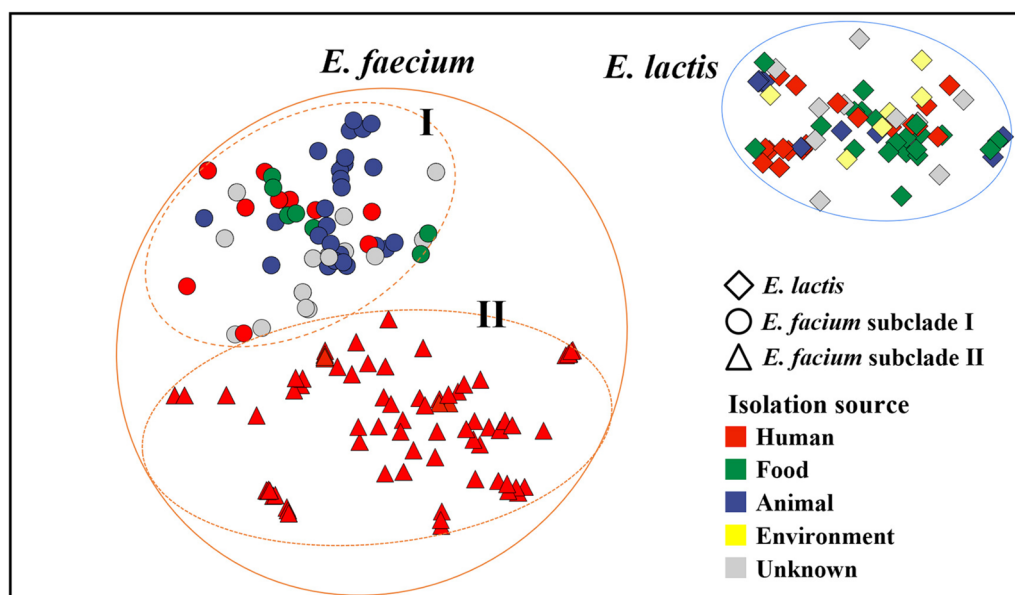 E. faecium
E. lactis
I
II
E. lactis
E. facium subclade I
E. facium subclade II
Isolation source
Human
Food
Animal
Environment
Unknown